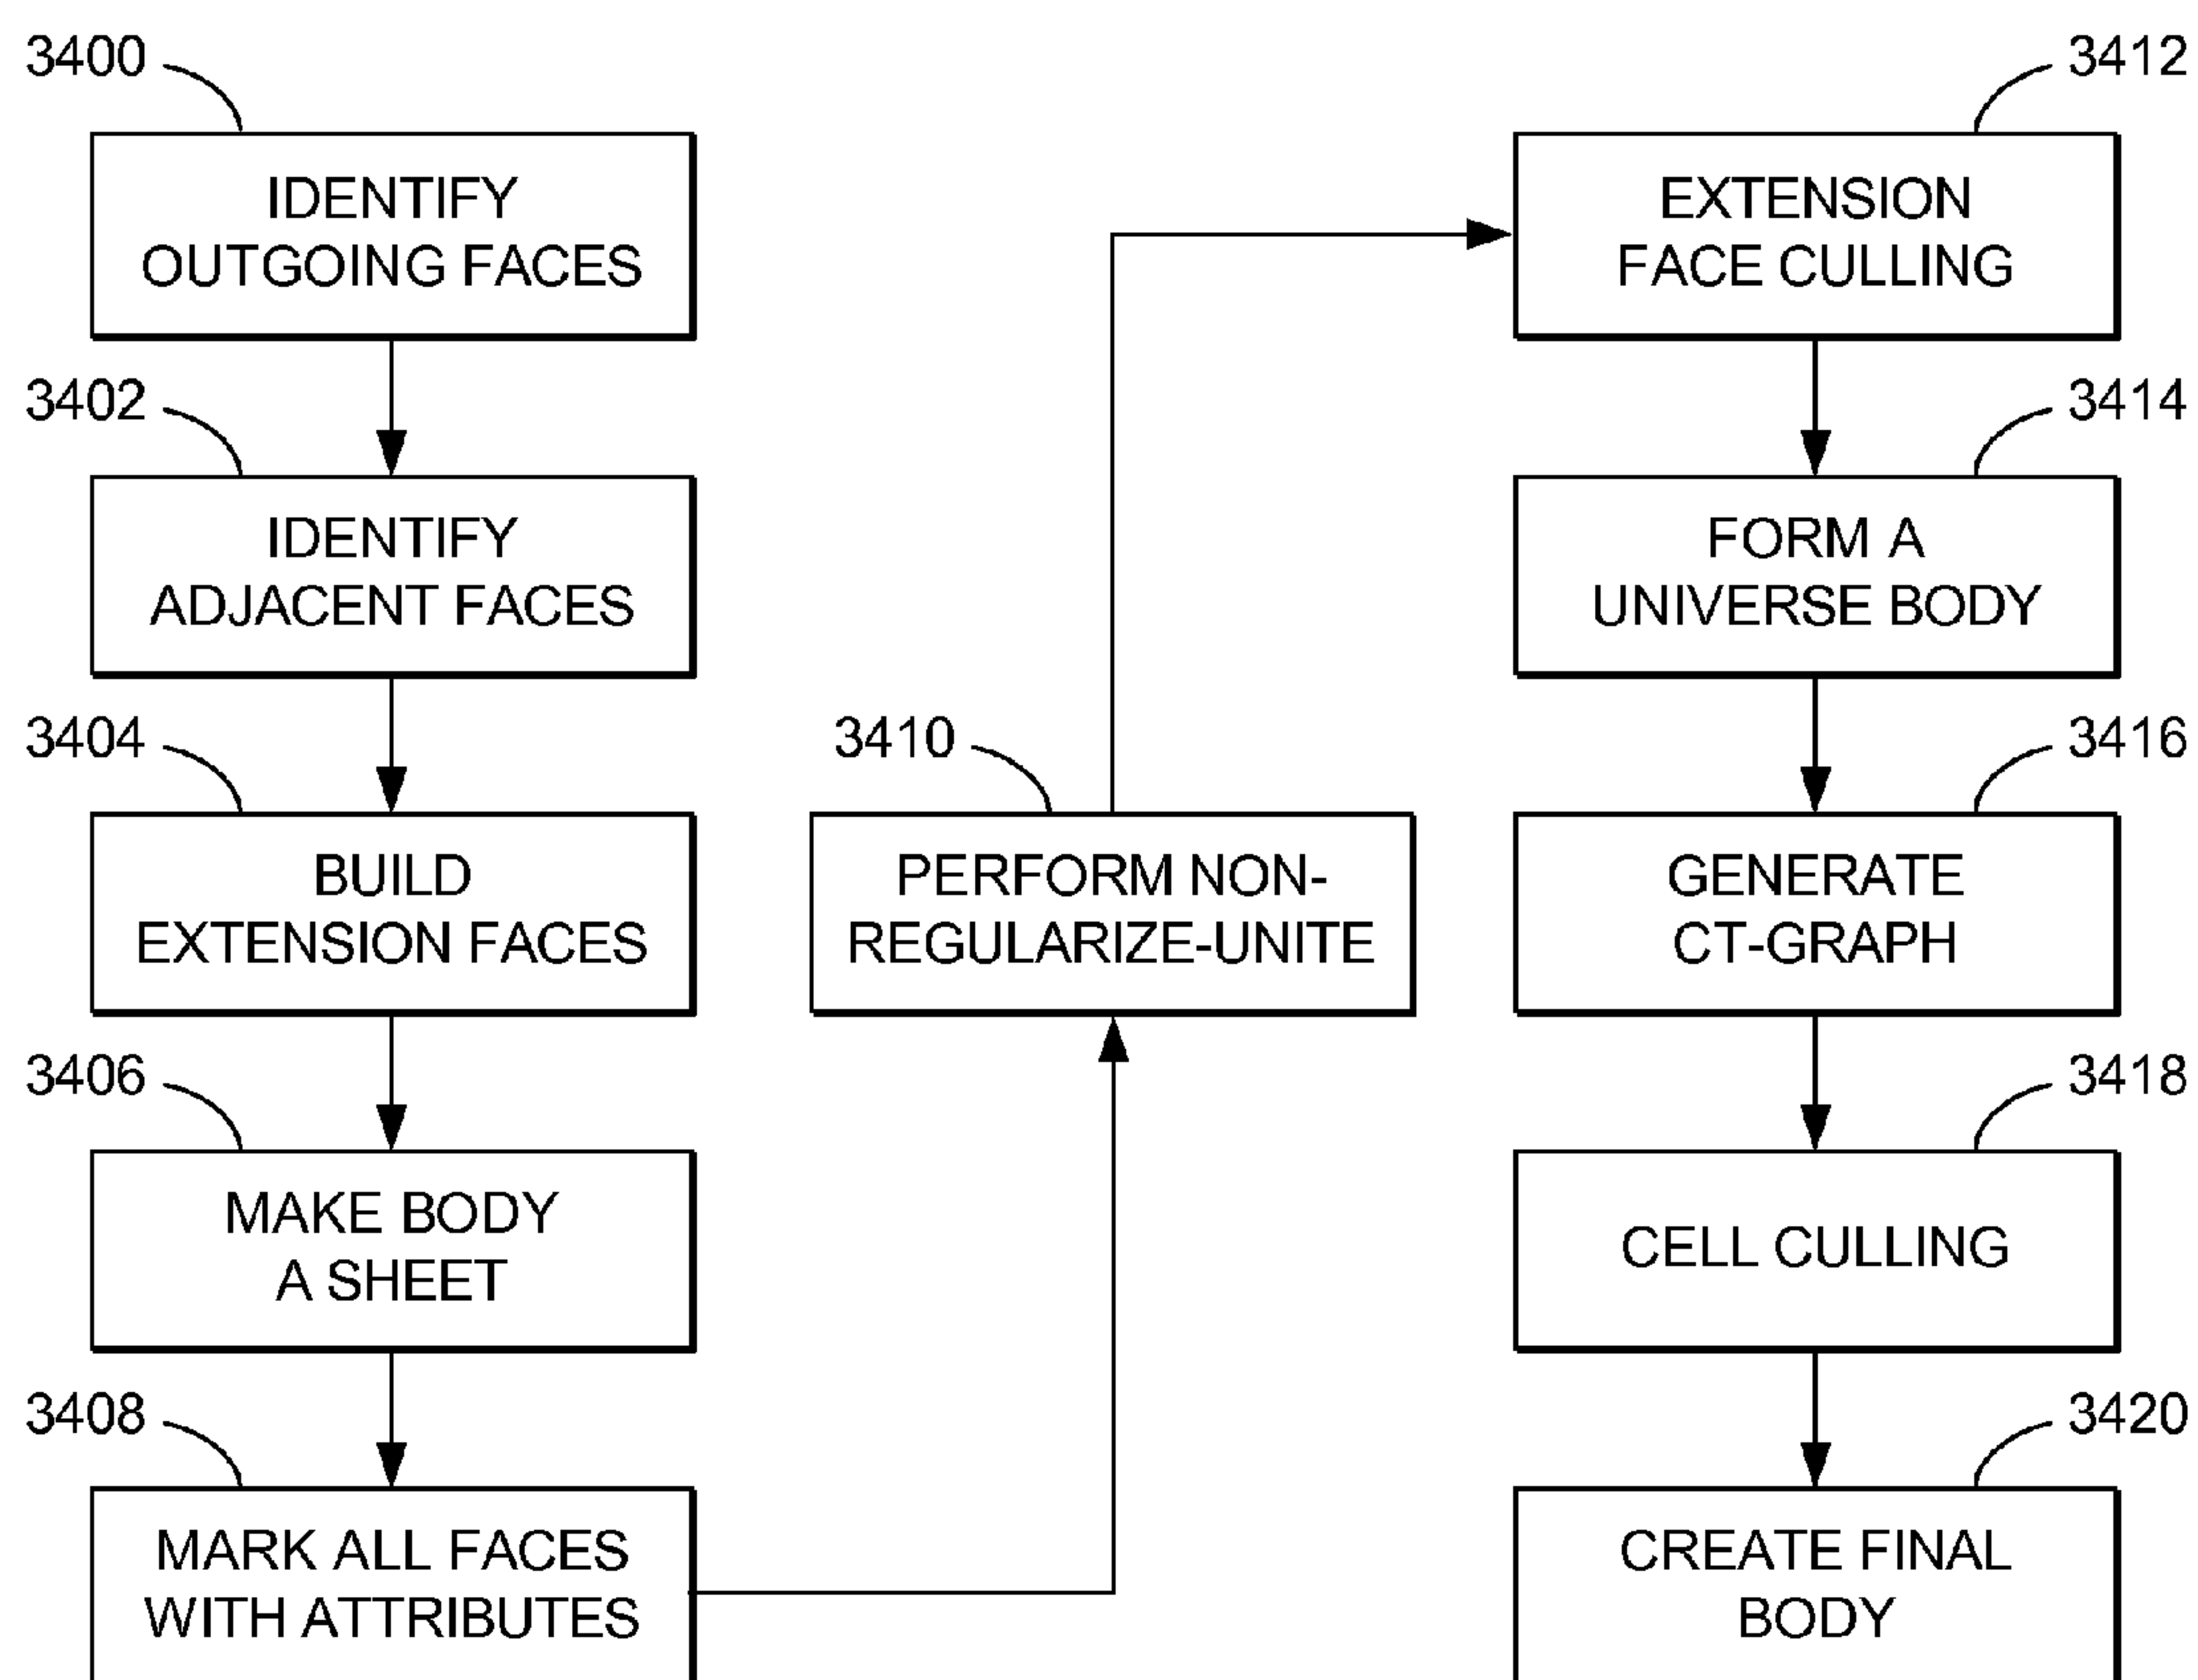 3400
IDENTIFY
OUTGOING FACES
3402
IDENTIFY
ADJACENT FACES
3404
BUILD
EXTENSION FACES
3406
MAKE BODY
A SHEET
3408
MARK ALL FACES
WITH ATTRIBUTES
3410
PERFORM NON-
REGULARIZE-UNITE
3412
EXTENSION
FACE CULLING
3414
FORM A
UNIVERSE BODY
3416
GENERATE
CT-GRAPH
3418
CELL CULLING
3420
CREATE FINAL
BODY